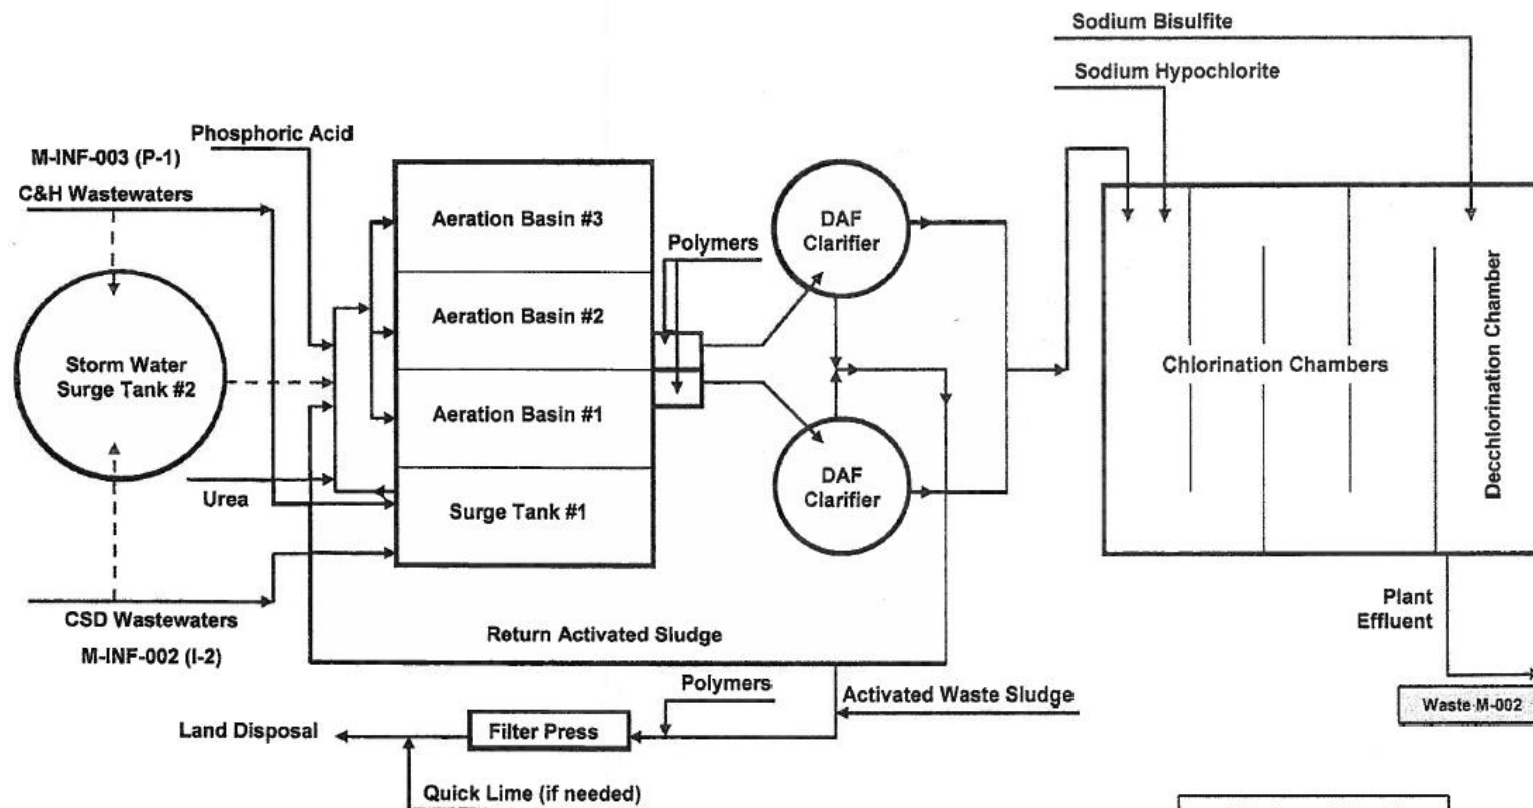 Sodium Bisulfite
Sodium Hypochlorite
Phosphoric Acid
M-INF-003 (P-1)
C&H Wastewaters
Aeration Basin #3
DAF
Clarifier
Polymers
Aeration Basin #2
Storm Water
Surge Tank #2
Chlorination Chambers
Decchlorination Chamber
Aeration Basin #1
DAF
Clarifier
Urea
Surge Tank #1
CSD Wastewaters
M-INF-002 (I-2)
Return Activated Sludge
Plant
Effluent
Polymers
Activated Waste Sludge
Waste M-002
Land Disposal
Filter Press
Quick Lime (if needed)